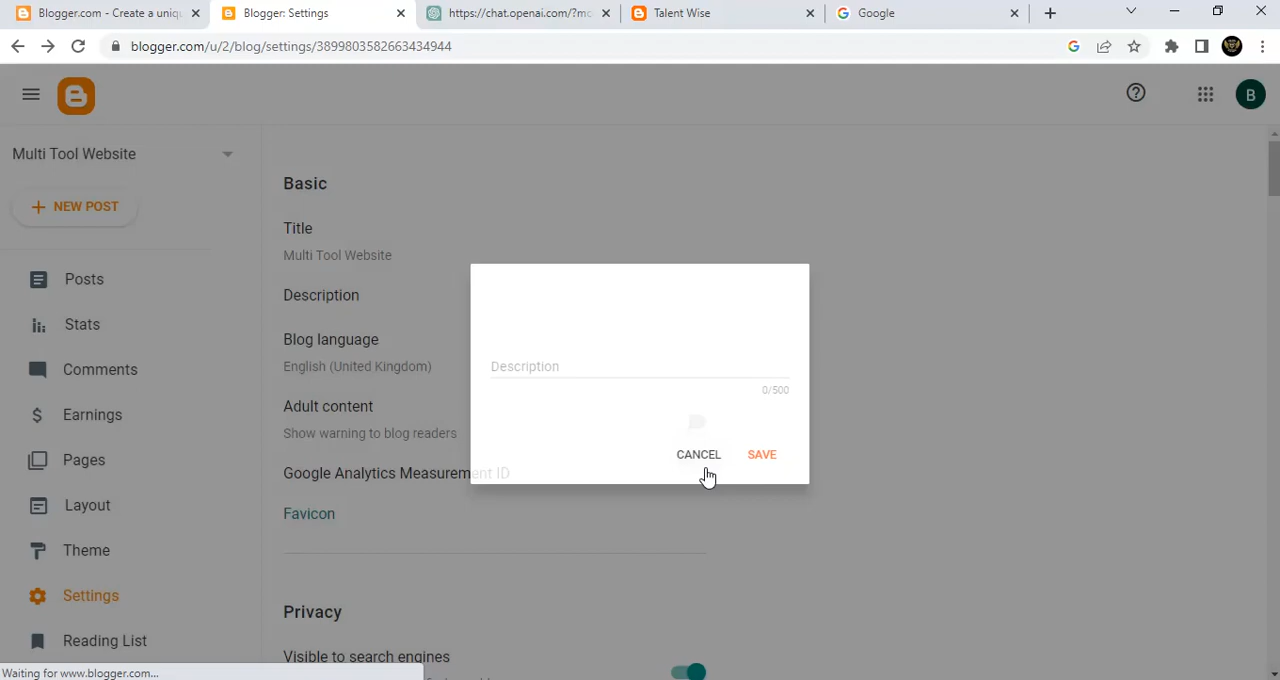 Blogger.com - Create a uniqu
Blogger: Settings
https://chat.openai.com/?mo
Talent Wise
Google
blogger.com/u/2/blog/settings/3899803582663434944
B
Multi Tool Website
NEW POST
Posts
Stats
Comments
Earnings
Pages
Layout
Theme
Settings
Reading List
Basic
Title
Multi Tool Website
Description
Blog language
English (United Kingdom)
Adult content
Show warning to blog readers
Google Analytics Measurement ID
Favicon
Privacy
Visible to search engines
Description
0/500
CANCEL
SAVE
Waiting for www.blogger.com...